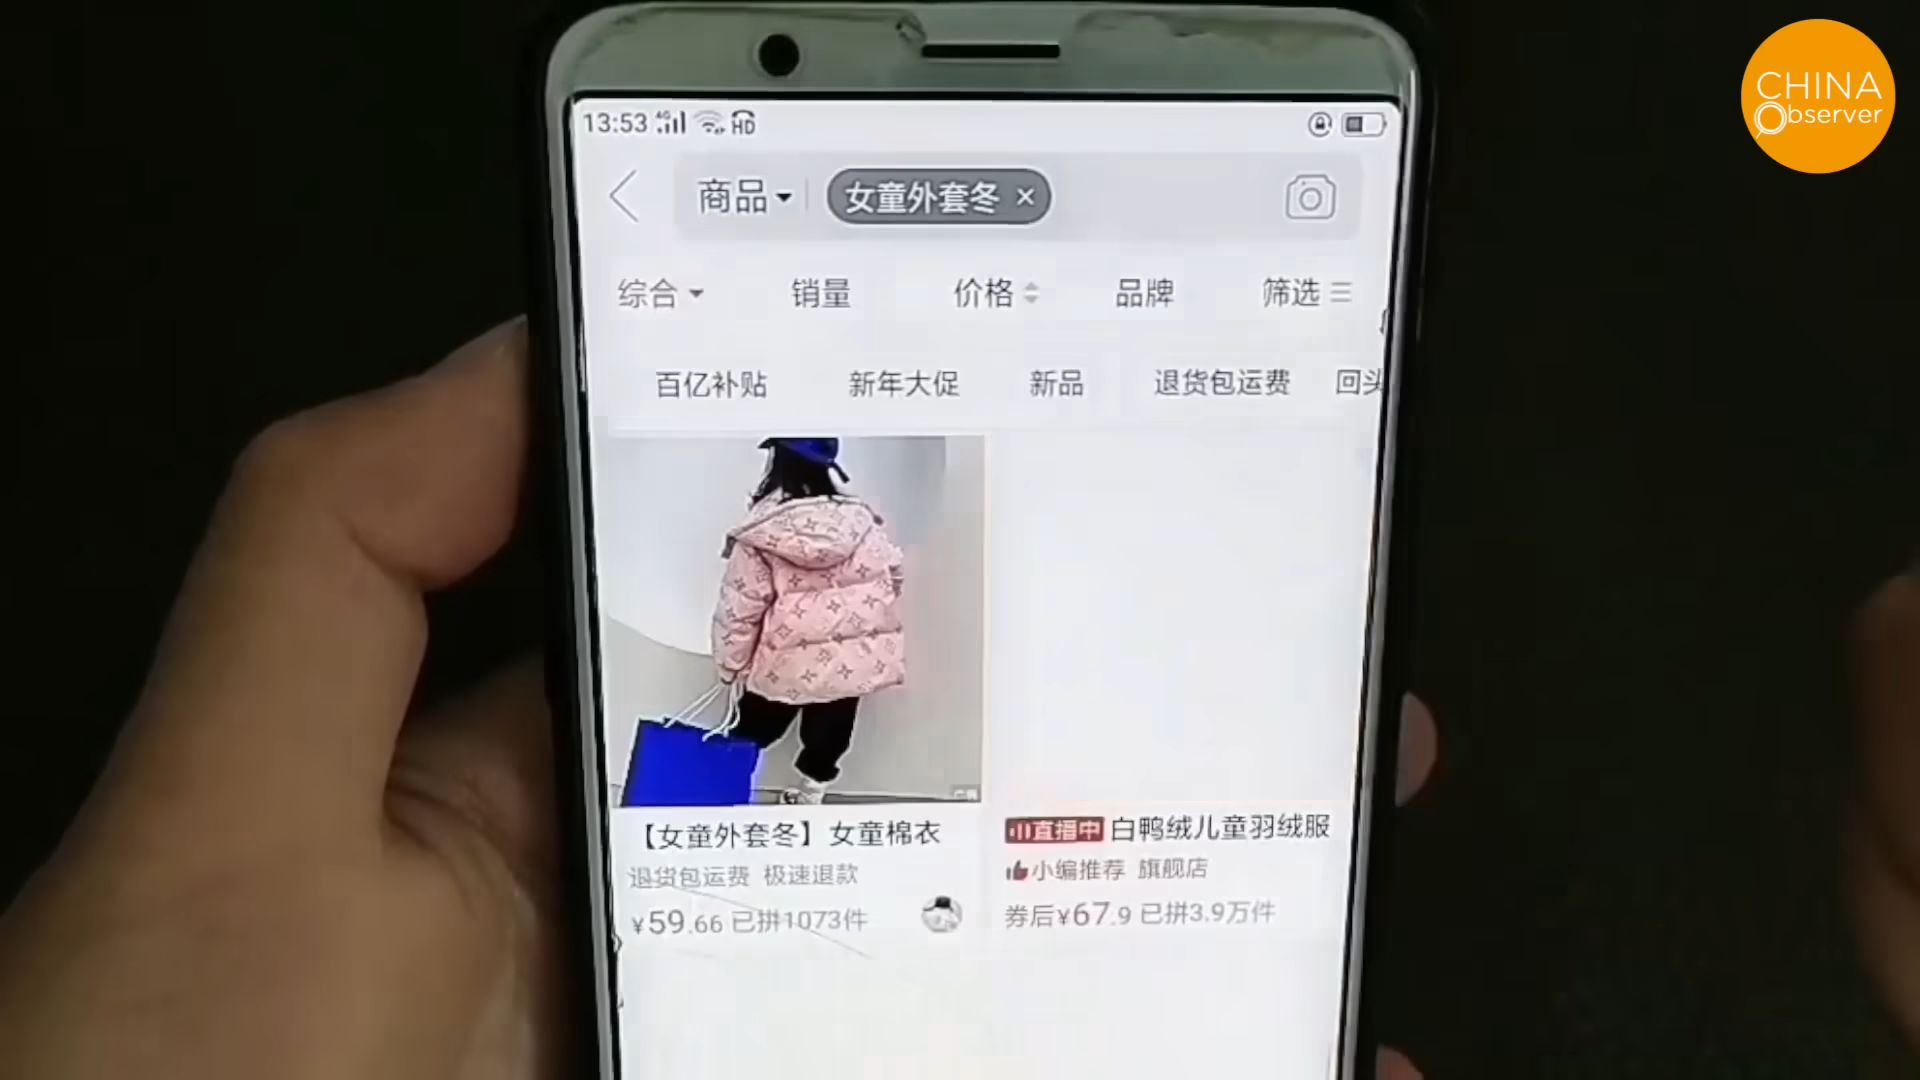 CHINA
Observer
13:53 4G HD
商品 女童外套冬 ×
综合 销量 价格 品牌 筛选
百亿补贴 新年大促 新品 退货包运费 回头
【女童外套冬】女童棉衣
退货包运费 极速退款
¥59.66 已拼1073件
直播中 白鸭绒儿童羽绒服
小编推荐 旗舰店
券后¥67.9 已拼3.9万件